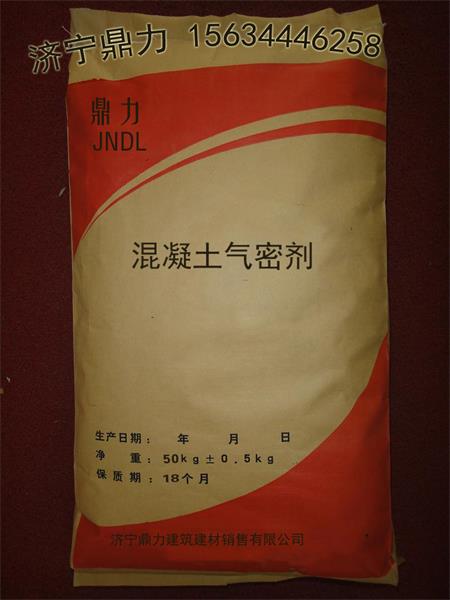 济宁鼎力 15634446258
鼎力
JNDL
混凝土气密剂
生产日期： 年 月 日
净 重：50kg±0.5kg
保质期：18个月
济宁鼎力建筑建材销售有限公司